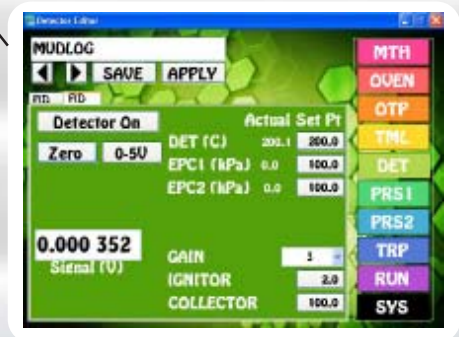 Detector Editor
MUDLOG
SAVE APPLY
Detector On
Zero 0-5V
Actual Set Pt
DET (C) 200.1 200.0
EPC1 (kPa) 0.0 100.0
EPC2 (kPa) 0.0 100.0
0.000 352
Signal (V)
GAIN 1
IGNITOR 2.0
COLLECTOR 100.0
MTH
OVEN
OTP
TML
DET
PRS1
PRS2
TRP
RUN
SYS